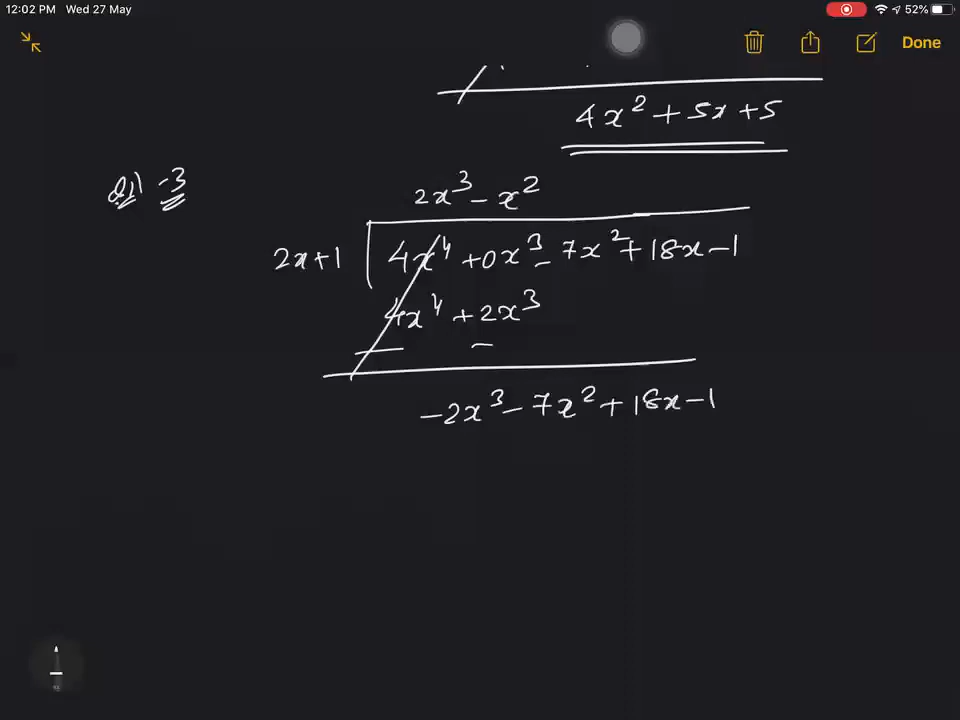 12:02 PM Wed 27 May
52%
Done
4x² + 5x + 5
:-3
2x³ - x²
2x+1 4x⁴ + 0x³ - 7x² + 18x - 1
4x⁴ + 2x³
- -
-2x³ - 7x² + 18x - 1